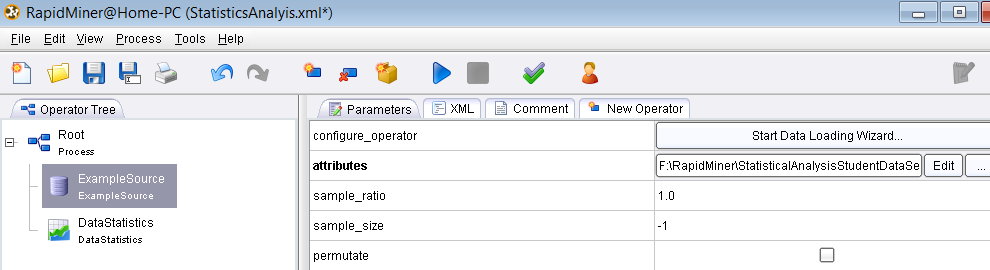 RapidMiner@Home-PC (StatisticsAnalyis.xml*)
File Edit View Process Tools Help
Operator Tree
Root
Process
ExampleSource
ExampleSource
DataStatistics
DataStatistics
Parameters XML Comment New Operator
configure_operator Start Data Loading Wizard...
attributes F:\RapidMiner\StatisticalAnalysisStudentDataSe Edit ...
sample_ratio 1.0
sample_size -1
permutate